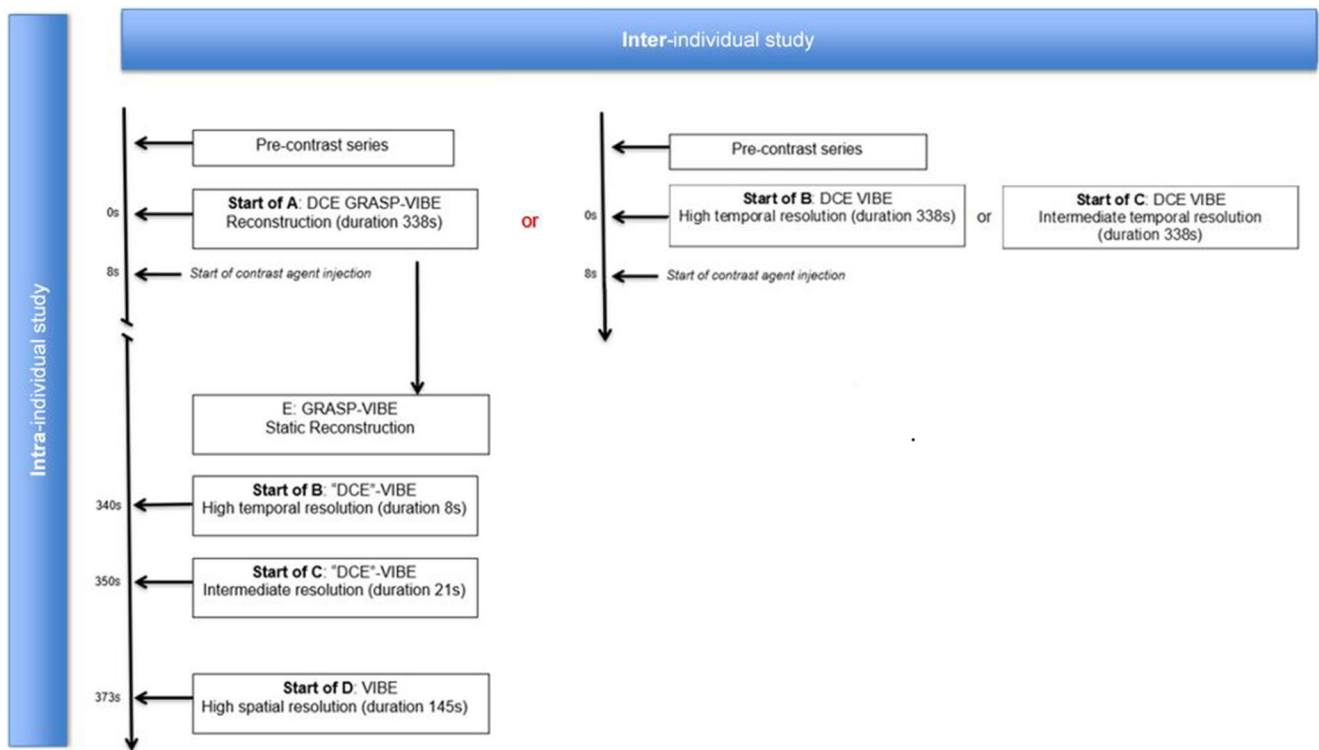 Inter-individual study
Intra-individual study
Pre-contrast series
0s
Start of A: DCE GRASP-VIBE
Reconstruction (duration 338s)
8s
Start of contrast agent injection
E: GRASP-VIBE
Static Reconstruction
340s
Start of B: "DCE"-VIBE
High temporal resolution (duration 8s)
350s
Start of C: "DCE"-VIBE
Intermediate resolution (duration 21s)
373s
Start of D: VIBE
High spatial resolution (duration 145s)
or
Pre-contrast series
0s
Start of B: DCE VIBE
High temporal resolution (duration 338s)
or
Start of C: DCE VIBE
Intermediate temporal resolution
(duration 338s)
8s
Start of contrast agent injection